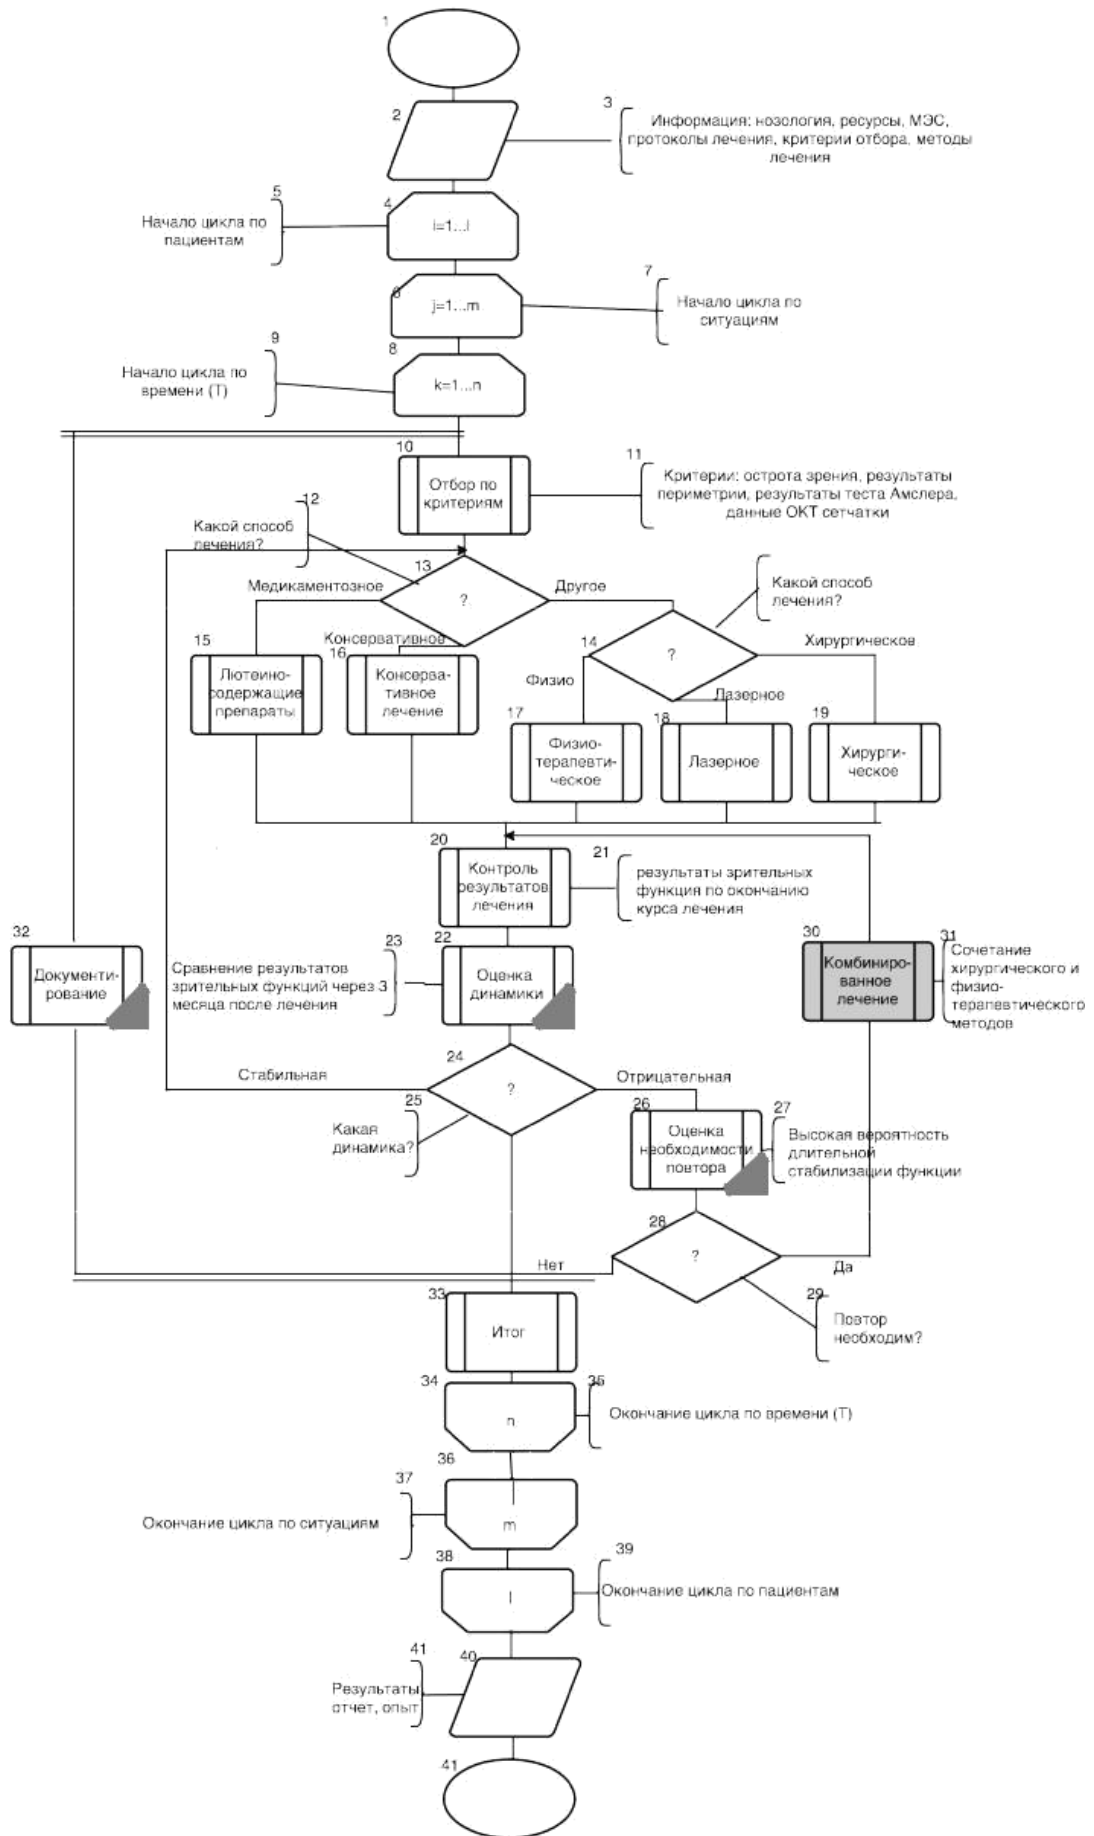 1
2
3
Информация: нозология, ресурсы, МЭС,
протоколы лечения, критерии отбора, методы
лечения
5
4
Начало цикла по
пациентам
i=1...l
7
6
j=1...m
Начало цикла по
ситуациям
9
8
Начало цикла по
времени (Т)
k=1...n
10
11
Отбор по
критериям
Критерии: острота зрения, результаты
периметрии, результаты теста Амслера,
данные ОКТ сетчатки
12
Какой способ
лечения?
13
?
Медикаментозное
Другое
Какой способ
лечения?
Консервативное
14
?
Хирургическое
15
Лютеино-
содержащие
препараты
16
Консерва-
тивное
лечение
Физио
Лазерное
17
Физио-
терапевти-
ческое
18
Лазерное
19
Хирурги-
ческое
20
Контроль
результатов
лечения
21
результаты зрительных
функция по окончанию
курса лечения
32
Документи-
рование
23
Сравнение результатов
зрительных функций через 3
месяца после лечения
22
Оценка
динамики
30
Комбиниро-
ванное
лечение
31
Сочетание
хирургического и
физио-
терапевтического
методов
24
?
Стабильная
Отрицательная
25
Какая
динамика?
26
Оценка
необходимости
повтора
27
Высокая вероятность
длительной
стабилизации функции
28
?
Нет
Да
29
Повтор
необходим?
33
Итог
34
n
35
Окончание цикла по времени (Т)
36
m
37
Окончание цикла по ситуациям
38
l
39
Окончание цикла по пациентам
41
40
Результаты
отчет, опыт
41